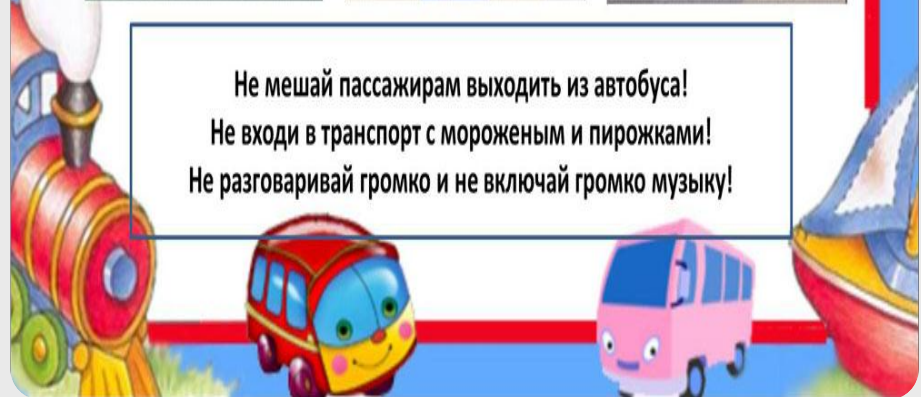 Не мешай пассажирам выходить из автобуса!
Не входи в транспорт с мороженым и пирожками!
Не разговаривай громко и не включай громко музыку!